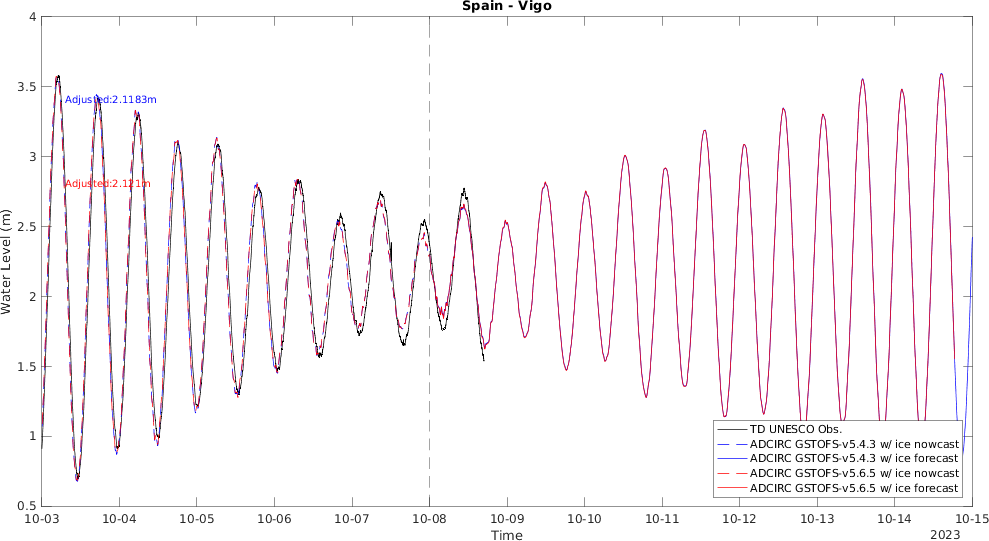 Spain - Vigo
4
3.5
3
2.5
2
1.5
1
0.5
Water Level (m)
Adjusted:2.1183m
Adjusted:2.121m
TD UNESCO Obs.
ADCIRC GSTOFS-v5.4.3 w/ ice nowcast
ADCIRC GSTOFS-v5.4.3 w/ ice forecast
ADCIRC GSTOFS-v5.6.5 w/ ice nowcast
ADCIRC GSTOFS-v5.6.5 w/ ice forecast
10-03 10-04 10-05 10-06 10-07 10-08 10-09 10-10 10-11 10-12 10-13 10-14 10-15
Time
2023